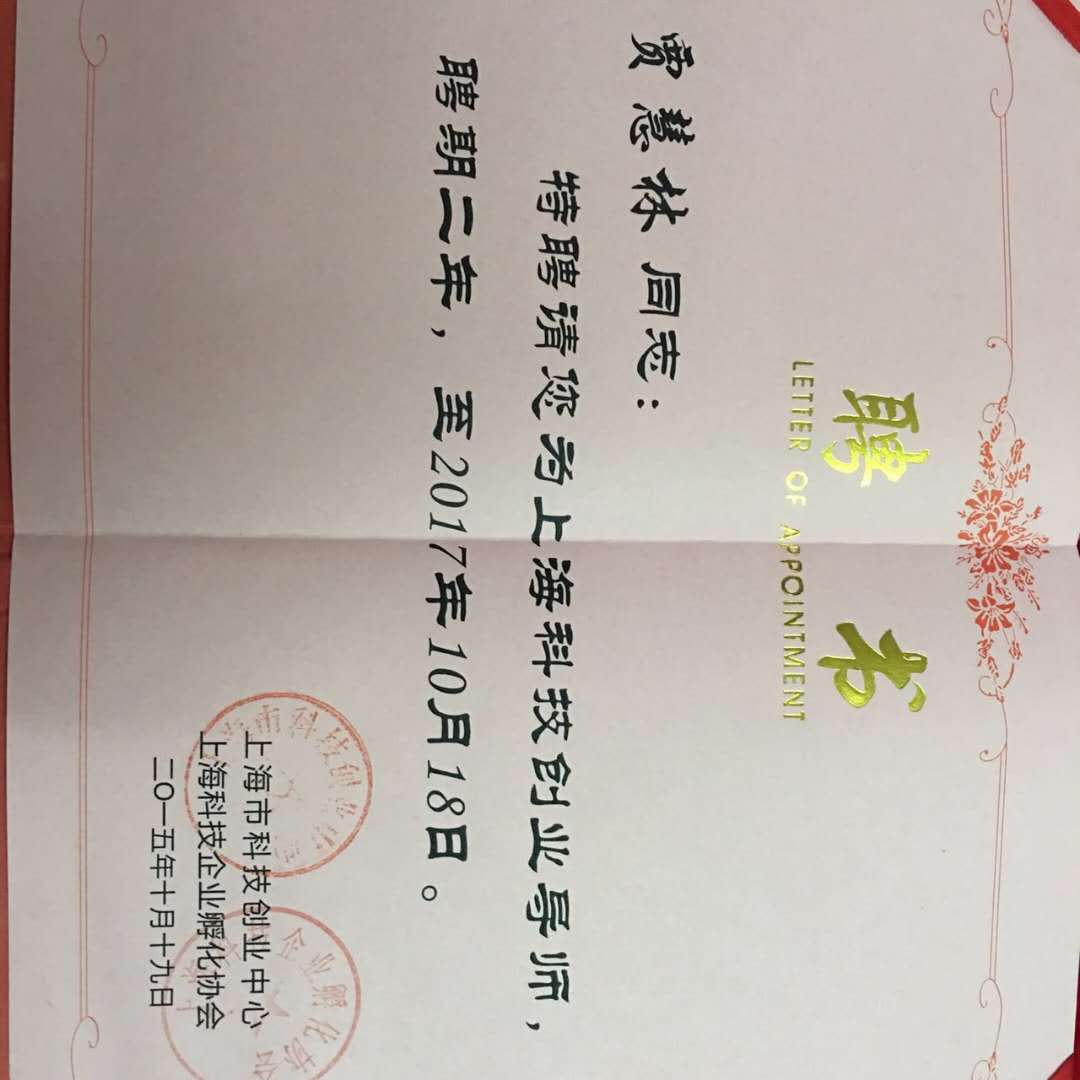 聘书
LETTER OF APPOINTMENT
贾慧林 同志：
特聘请您为上海科技创业导师，
聘期二年，至2017年10月18日。
上海市科技创业中心
上海科技企业孵化协会
二〇一五年十月十九日